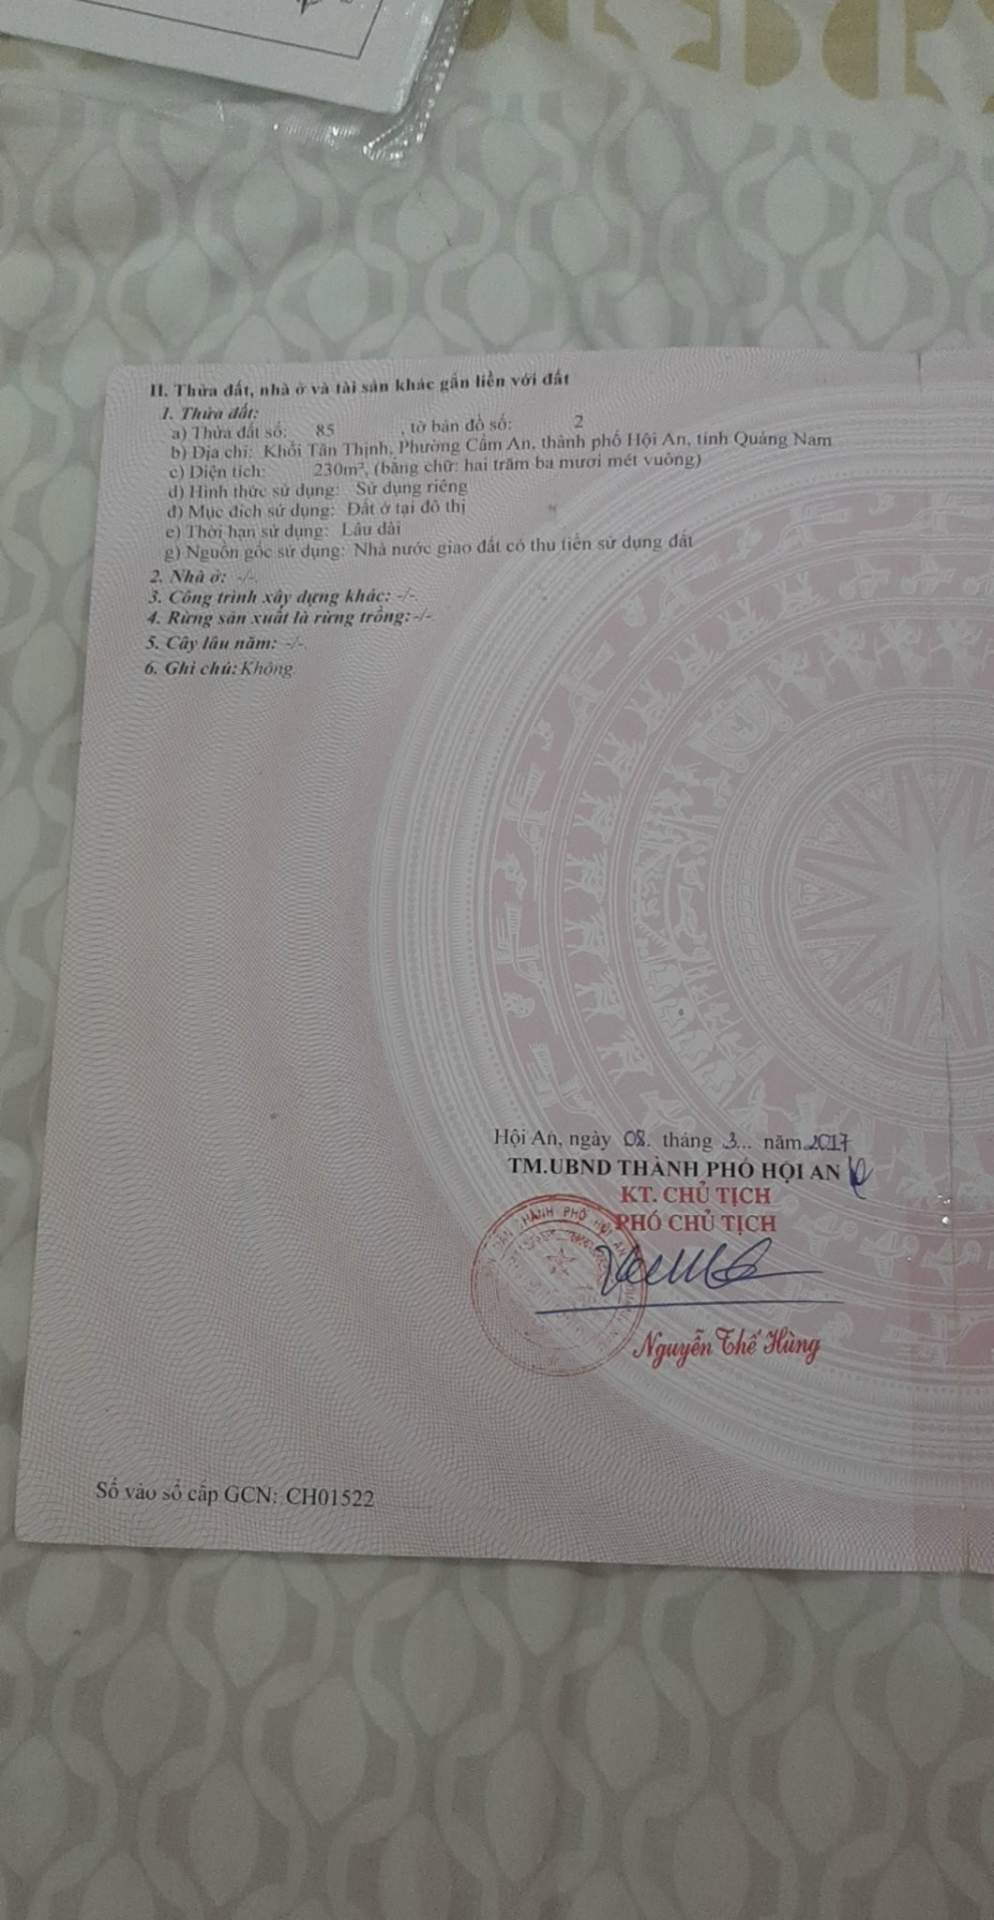 II. Thửa đất, nhà ở và tài sản khác gắn liền với đất
1. Thửa đất:
a) Thửa đất số: 85 , tờ bản đồ số: 2
b) Địa chỉ: Khối Tân Thịnh, Phường Cẩm An, thành phố Hội An, tỉnh Quảng Nam
c) Diện tích: 230m², (bằng chữ: hai trăm ba mươi mét vuông)
d) Hình thức sử dụng: Sử dụng riêng
đ) Mục đích sử dụng: Đất ở tại đô thị
e) Thời hạn sử dụng: Lâu dài
g) Nguồn gốc sử dụng: Nhà nước giao đất có thu tiền sử dụng đất
2. Nhà ở: -/-.
3. Công trình xây dựng khác: -/-.
4. Rừng sản xuất là rừng trồng: -/-
5. Cây lâu năm: -/-.
6. Ghi chú: Không
Hội An, ngày 08. tháng .3... năm.2017
TM.UBND THÀNH PHỐ HỘI AN
KT. CHỦ TỊCH
PHÓ CHỦ TỊCH
THÀNH PHỐ HỘI AN
Nguyễn Thế Hùng
Số vào sổ cấp GCN: CH01522